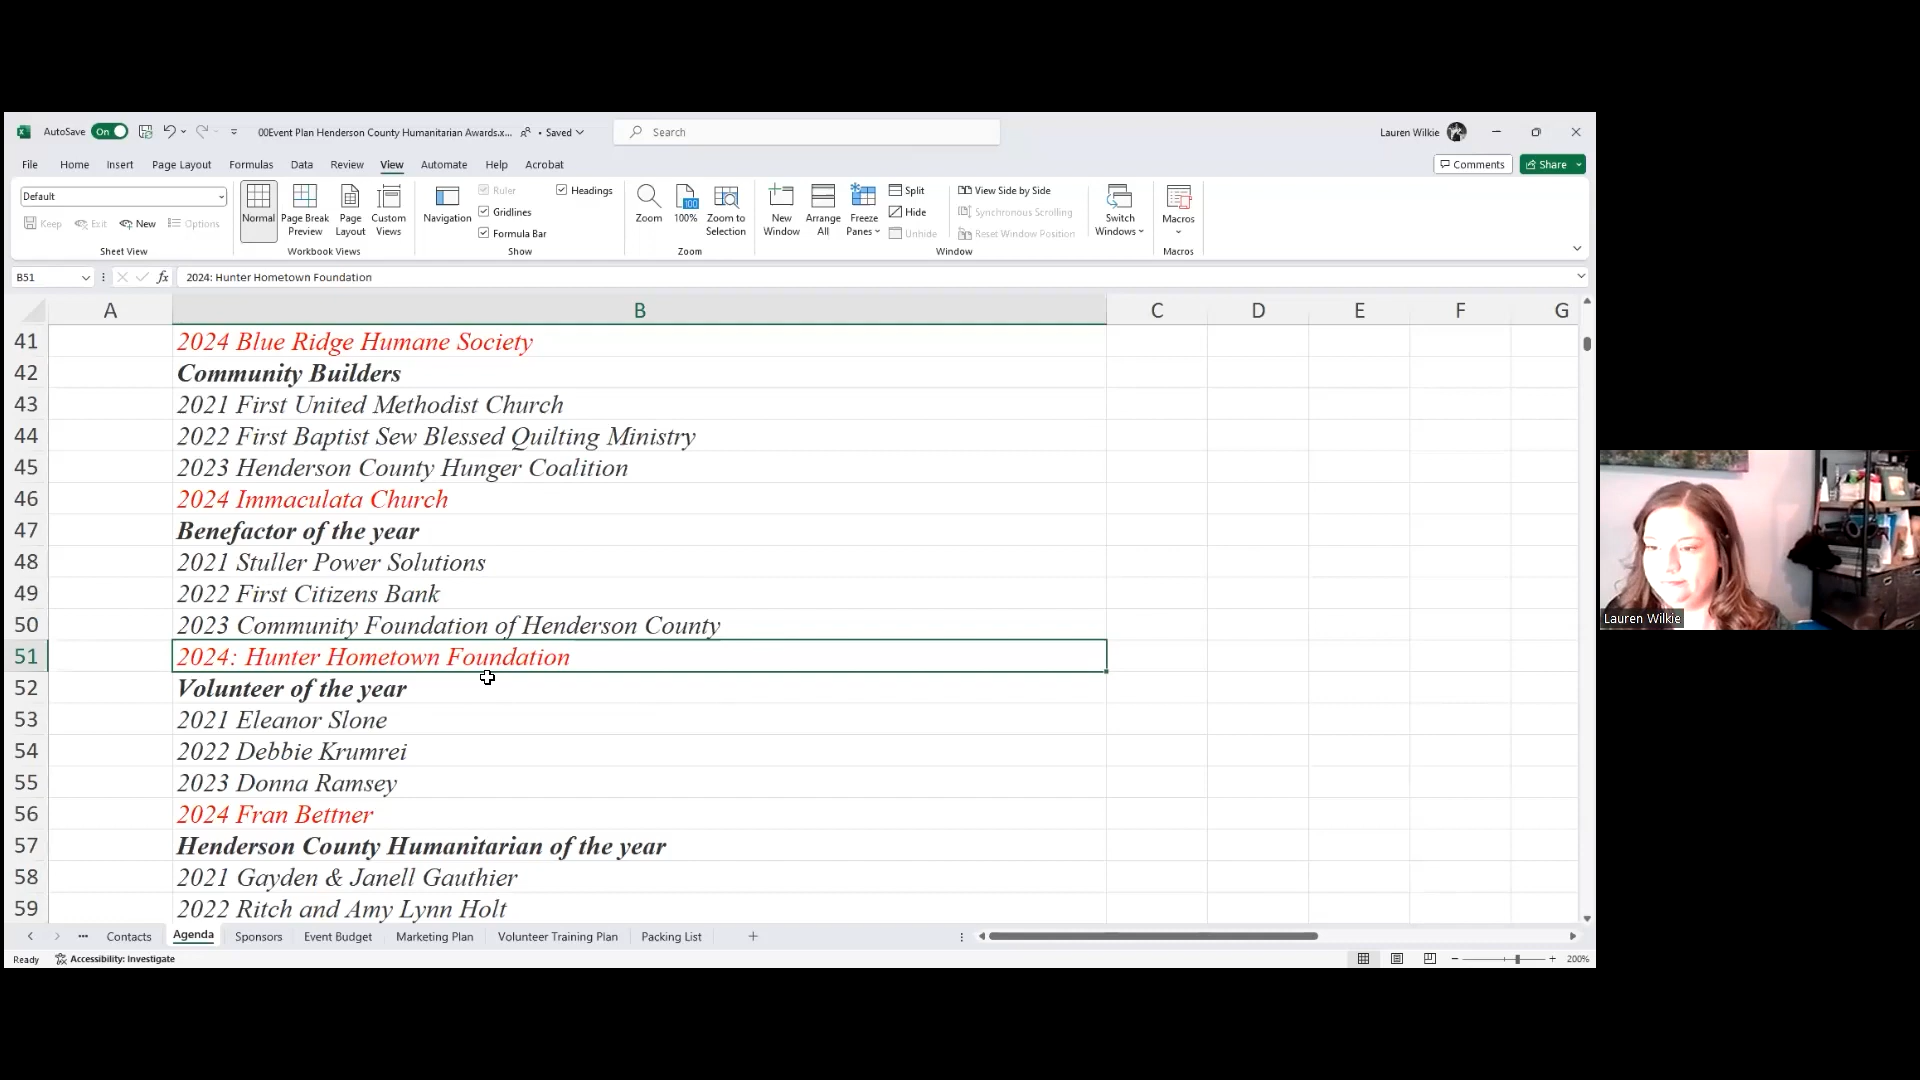 AutoSave On 00Event Plan Henderson County Humanitarian Awards.x... • Saved Search Lauren Wilkie
File Home Insert Page Layout Formulas Data Review View Automate Help Acrobat Comments Share
Default
Keep Exit New Options
Sheet View
Normal Page Break Preview Page Layout Custom Views
Workbook Views
Navigation
Ruler Headings
Gridlines
Formula Bar
Show
Zoom 100 100% Zoom to Selection
Zoom
New Window Arrange All Freeze Panes
Split View Side by Side
Hide Synchronous Scrolling
Unhide Reset Window Position
Switch Windows
Window
Macros
Macros
B51 fx 2024: Hunter Hometown Foundation
A B C D E F G
41 2024 Blue Ridge Humane Society
42 Community Builders
43 2021 First United Methodist Church
44 2022 First Baptist Sew Blessed Quilting Ministry
45 2023 Henderson County Hunger Coalition
46 2024 Immaculata Church
47 Benefactor of the year
48 2021 Stuller Power Solutions
49 2022 First Citizens Bank
50 2023 Community Foundation of Henderson County
51 2024: Hunter Hometown Foundation
52 Volunteer of the year
53 2021 Eleanor Slone
54 2022 Debbie Krumrei
55 2023 Donna Ramsey
56 2024 Fran Bettner
57 Henderson County Humanitarian of the year
58 2021 Gayden & Janell Gauthier
59 2022 Ritch and Amy Lynn Holt
Lauren Wilkie
... Contacts Agenda Sponsors Event Budget Marketing Plan Volunteer Training Plan Packing List +
Ready Accessibility: Investigate 200%